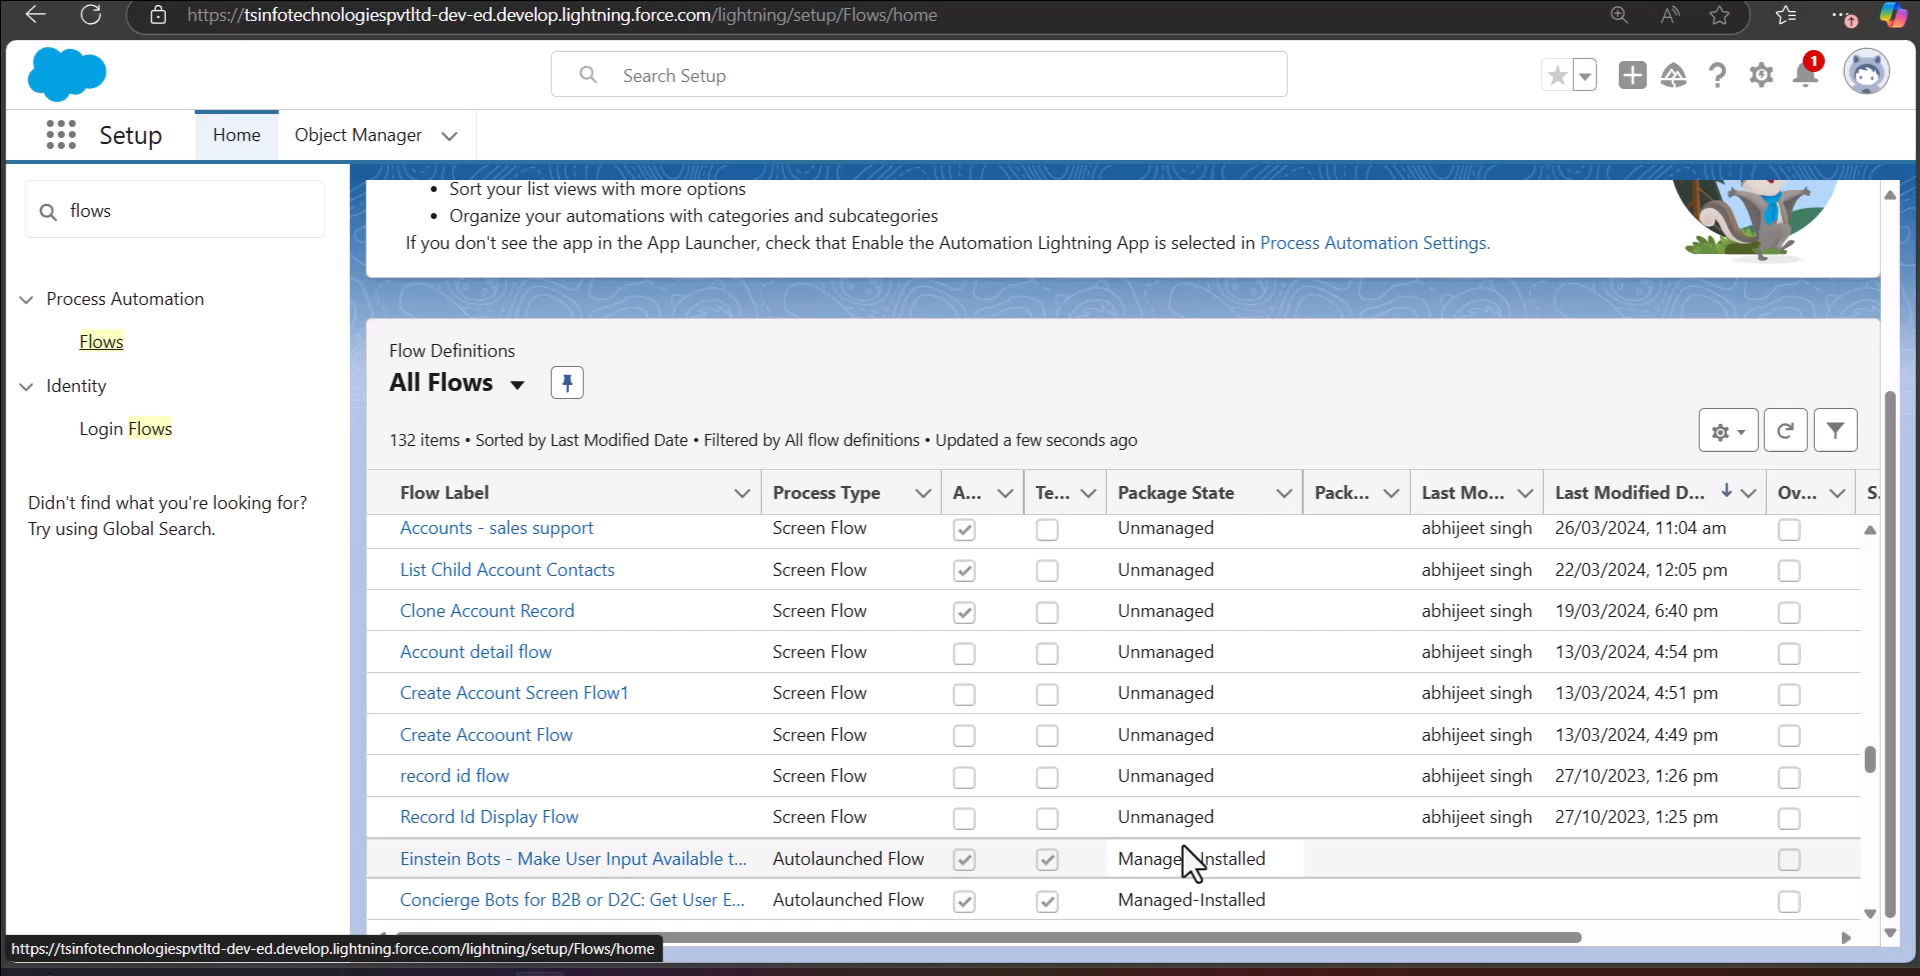 https://tsinfotechnologiespvtltd-dev-ed.develop.lightning.force.com/lightning/setup/Flows/home
Search Setup
1
Setup
Home
Object Manager
flows
Process Automation
Flows
Identity
Login Flows
Didn't find what you're looking for?
Try using Global Search.
• Sort your list views with more options
• Organize your automations with categories and subcategories
If you don't see the app in the App Launcher, check that Enable the Automation Lightning App is selected in Process Automation Settings.
Flow Definitions
All Flows
132 items • Sorted by Last Modified Date • Filtered by All flow definitions • Updated a few seconds ago
Flow Label Process Type A... Te... Package State Pack... Last Mo... Last Modified D... Ov... S.
Accounts - sales support Screen Flow Unmanaged abhijeet singh 26/03/2024, 11:04 am
List Child Account Contacts Screen Flow Unmanaged abhijeet singh 22/03/2024, 12:05 pm
Clone Account Record Screen Flow Unmanaged abhijeet singh 19/03/2024, 6:40 pm
Account detail flow Screen Flow Unmanaged abhijeet singh 13/03/2024, 4:54 pm
Create Account Screen Flow1 Screen Flow Unmanaged abhijeet singh 13/03/2024, 4:51 pm
Create Accoount Flow Screen Flow Unmanaged abhijeet singh 13/03/2024, 4:49 pm
record id flow Screen Flow Unmanaged abhijeet singh 27/10/2023, 1:26 pm
Record Id Display Flow Screen Flow Unmanaged abhijeet singh 27/10/2023, 1:25 pm
Einstein Bots - Make User Input Available t... Autolaunched Flow Managed-Installed
Concierge Bots for B2B or D2C: Get User E... Autolaunched Flow Managed-Installed
https://tsinfotechnologiespvtltd-dev-ed.develop.lightning.force.com/lightning/setup/Flows/home